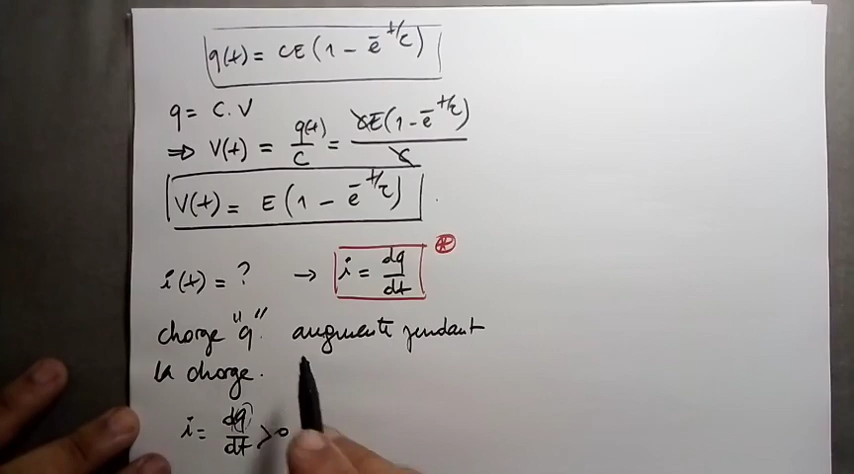 q(t) = CE (1 - e^-t/τ)
q = C.V
⇒ V(t) = q(t)/C = CE(1 - e^-t/τ)/C
V(t) = E (1 - e^-t/τ).
i(t) = ? → i = dq/dt *
charge "q" augmente pendant
la charge.
i = dq/dt > 0